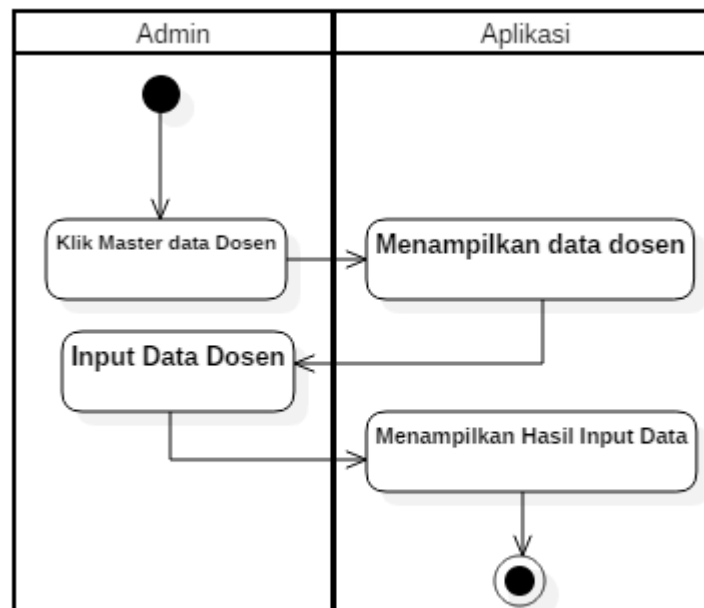 Admin
Aplikasi
Klik Master data Dosen
Menampilkan data dosen
Input Data Dosen
Menampilkan Hasil Input Data